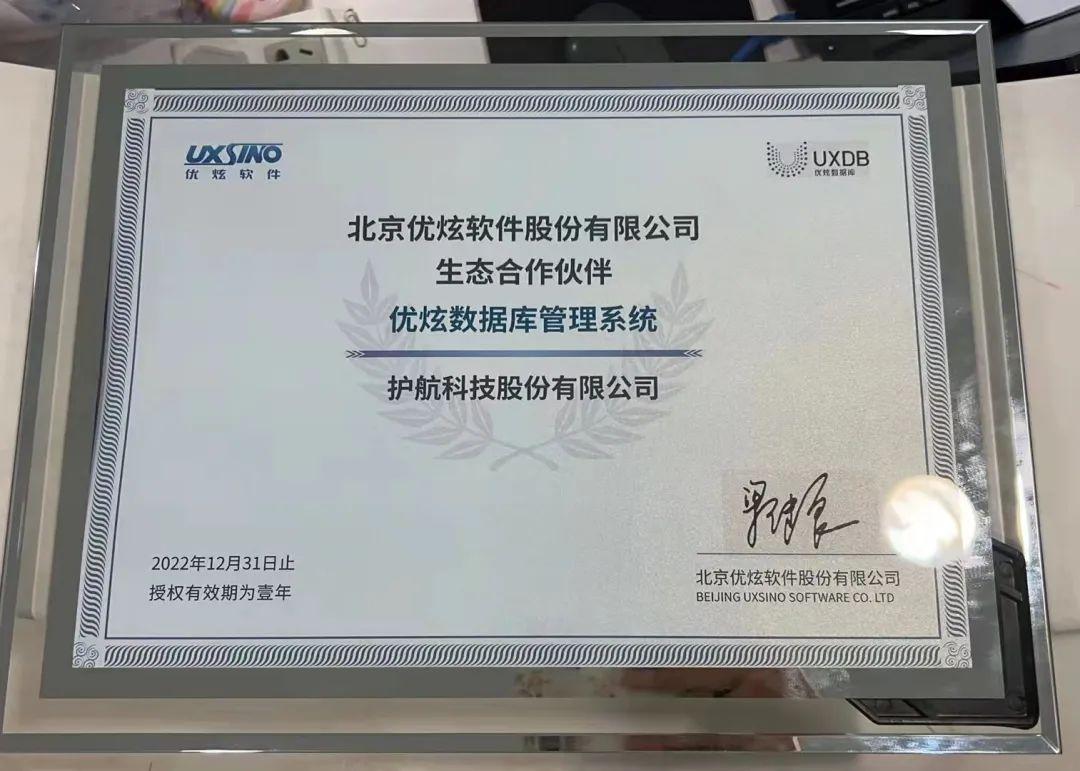 UXSINO
优炫软件
UXDB
优炫数据库
北京优炫软件股份有限公司
生态合作伙伴
优炫数据库管理系统
护航科技股份有限公司
2022年12月31日止
授权有效期为壹年
北京优炫软件股份有限公司
BEIJING UXSINO SOFTWARE CO. LTD